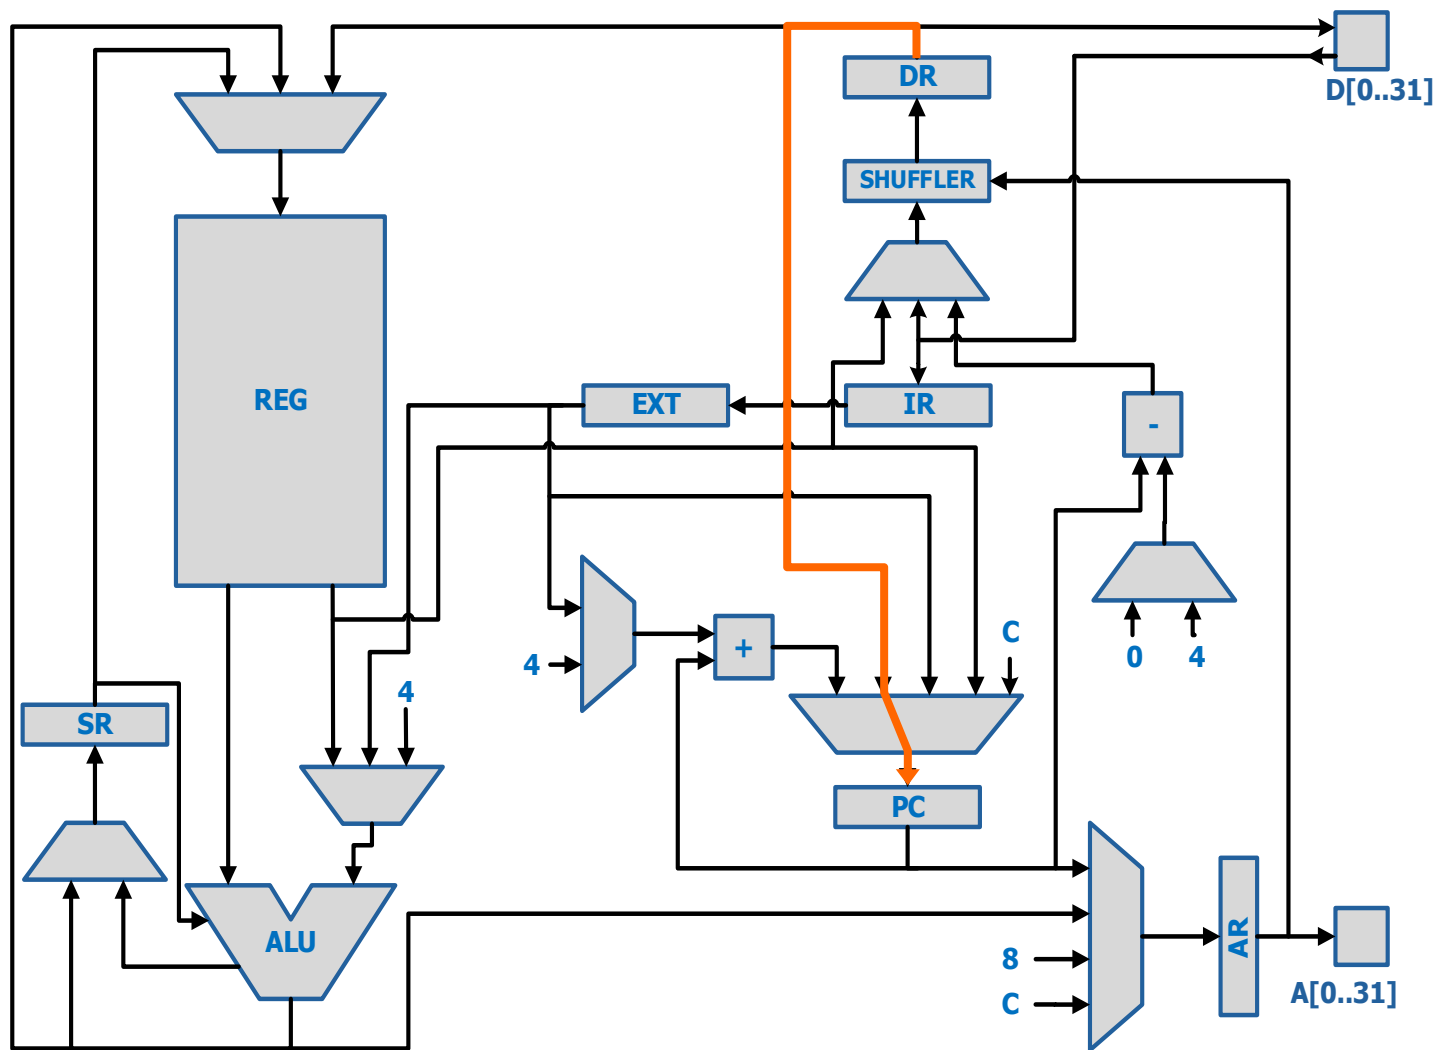 DR
D[0..31]
SHUFFLER
REG
EXT
IR
-
C
4
+
0
4
4
SR
PC
ALU
8
AR
C
A[0..31]